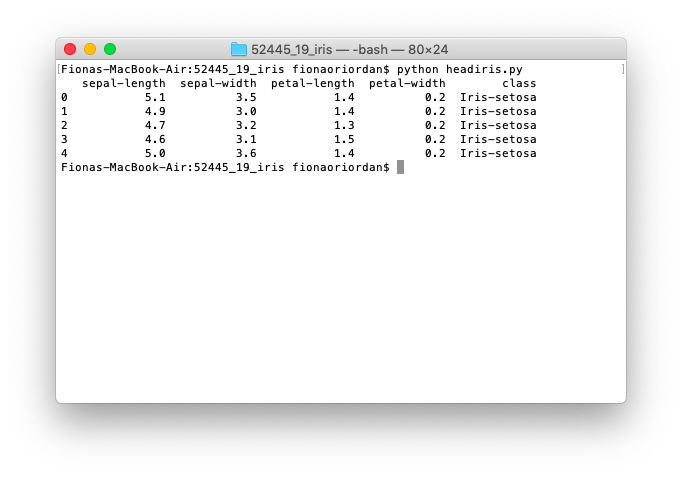 52445_19_iris — -bash — 80×24
[Fionas-MacBook-Air:52445_19_iris fionaoriordan$ python headiris.py ]
   sepal-length  sepal-width  petal-length  petal-width        class
0           5.1          3.5           1.4          0.2  Iris-setosa
1           4.9          3.0           1.4          0.2  Iris-setosa
2           4.7          3.2           1.3          0.2  Iris-setosa
3           4.6          3.1           1.5          0.2  Iris-setosa
4           5.0          3.6           1.4          0.2  Iris-setosa
Fionas-MacBook-Air:52445_19_iris fionaoriordan$